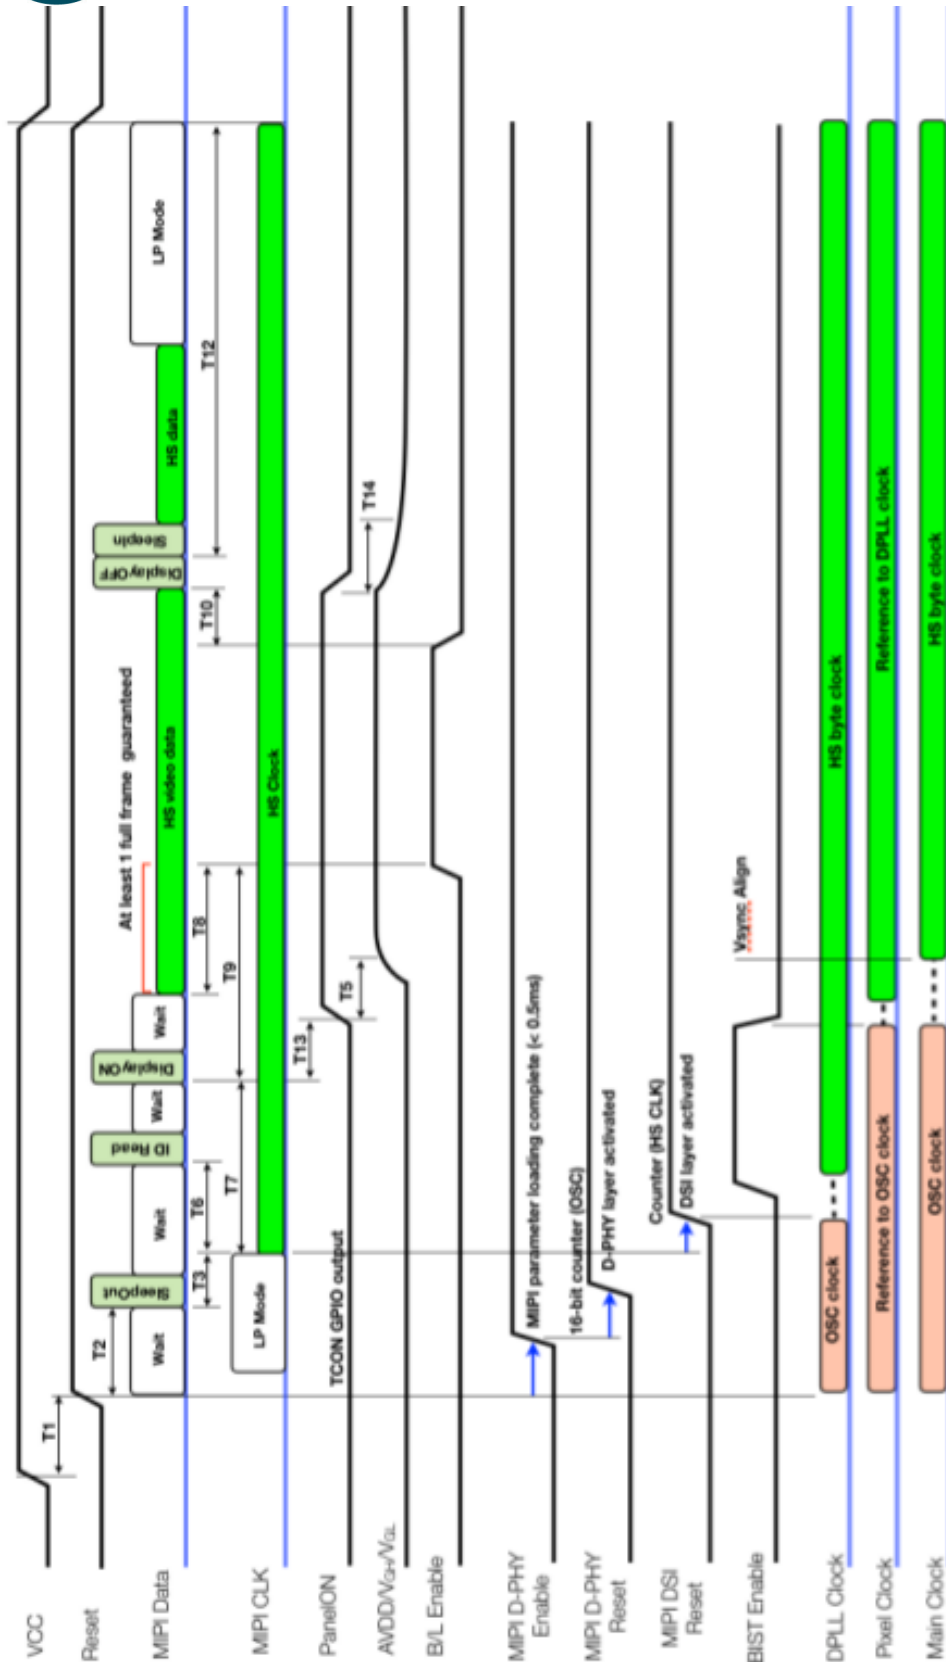 VCC
T1
Reset
T2
MIPI Data
Wait
SleepOut
Wait
ID Read
Wait
Display ON
Wait
HS video data
At least 1 full frame guaranteed
Display OFF
SleepIn
HS data
LP Mode
T3
T6
T7
T8
T9
T10
T12
MIPI CLK
LP Mode
HS Clock
PanelON
TCON GPIO output
T13
T5
T14
AVDD/VGH/VGL
B/L Enable
MIPI D-PHY
Enable
MIPI parameter loading complete (< 0.5ms)
MIPI D-PHY
Reset
16-bit counter (OSC)
D-PHY layer activated
MIPI DSI
Reset
Counter (HS CLK)
DSI layer activated
BIST Enable
Vsync Align
DPLL Clock
OSC clock
HS byte clock
Pixel Clock
Reference to OSC clock
Reference to DPLL clock
Main Clock
OSC clock
HS byte clock